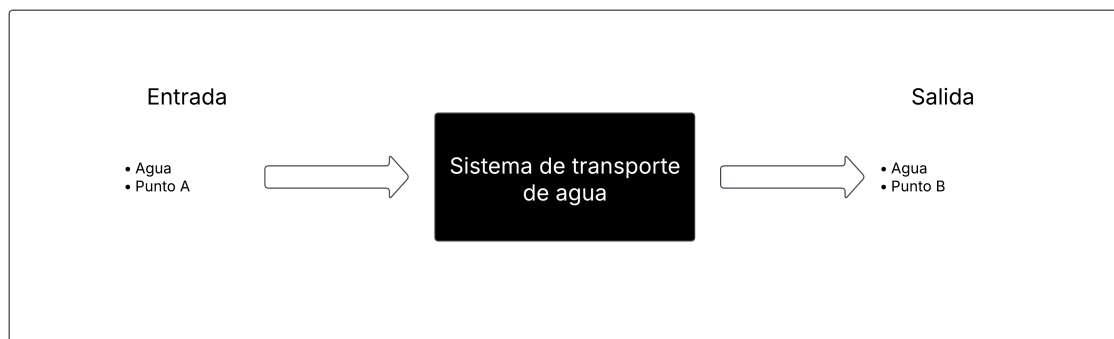 Entrada
Salida
• Agua
• Punto A
Sistema de transporte
de agua
• Agua
• Punto B